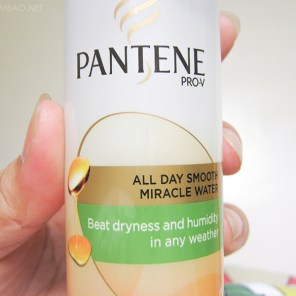 PANTENE
PRO-V
ALL DAY SMOOTH
MIRACLE WATER
Beat dryness and humidity
in any weather